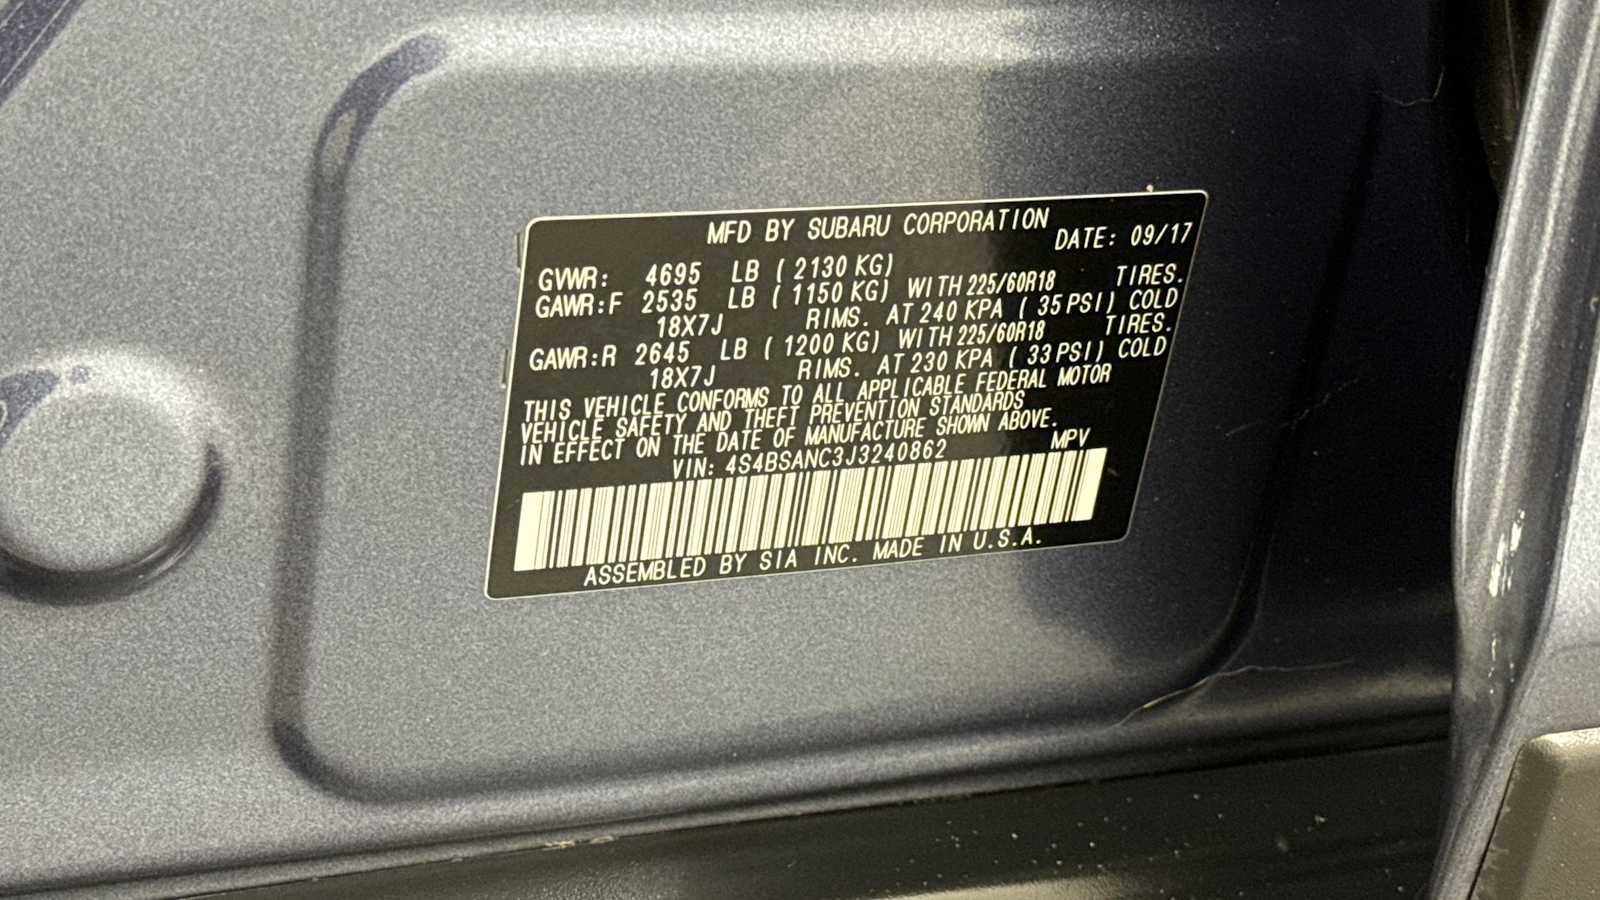 MFD BY SUBARU CORPORATION
DATE: 09/17
GVWR: 4695 LB (2130 KG)
GAWR:F 2535 LB (1150 KG) WITH 225/60R18 TIRES.
18X7J RIMS. AT 240 KPA (35 PSI) COLD
GAWR:R 2645 LB (1200 KG) WITH 225/60R18 TIRES.
18X7J RIMS. AT 230 KPA (33 PSI) COLD
THIS VEHICLE CONFORMS TO ALL APPLICABLE FEDERAL MOTOR
VEHICLE SAFETY AND THEFT PREVENTION STANDARDS
IN EFFECT ON THE DATE OF MANUFACTURE SHOWN ABOVE.
VIN: 4S4BSANC3J3240862 MPV
ASSEMBLED BY SIA INC. MADE IN U.S.A.